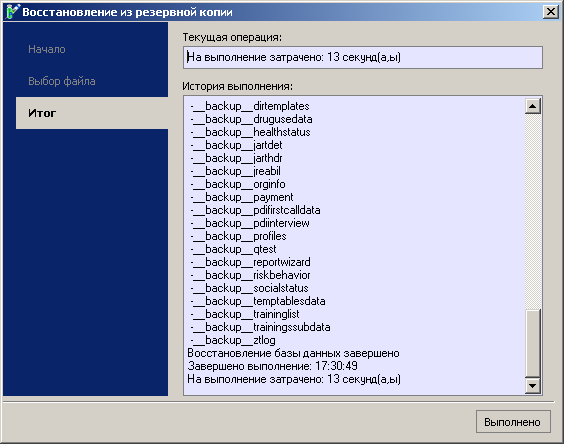 Восстановление из резервной копии
Начало
Выбор файла
Итог
Текущая операция:
На выполнение затрачено: 13 секунд(а,ы)
История выполнения:
-__backup__dirtemplates
-__backup__drugusedata
-__backup__healthstatus
-__backup__jartdet
-__backup__jarthdr
-__backup__jreabil
-__backup__orginfo
-__backup__payment
-__backup__pdifirstcalldata
-__backup__pdiinterview
-__backup__profiles
-__backup__qtest
-__backup__reportwizard
-__backup__riskbehavior
-__backup__socialstatus
-__backup__temptablesdata
-__backup__traininglist
-__backup__trainingssubdata
-__backup__ztlog
Восстановление базы данных завершено
Завершено выполнение: 17:30:49
На выполнение затрачено: 13 секунд(а,ы)
Выполнено